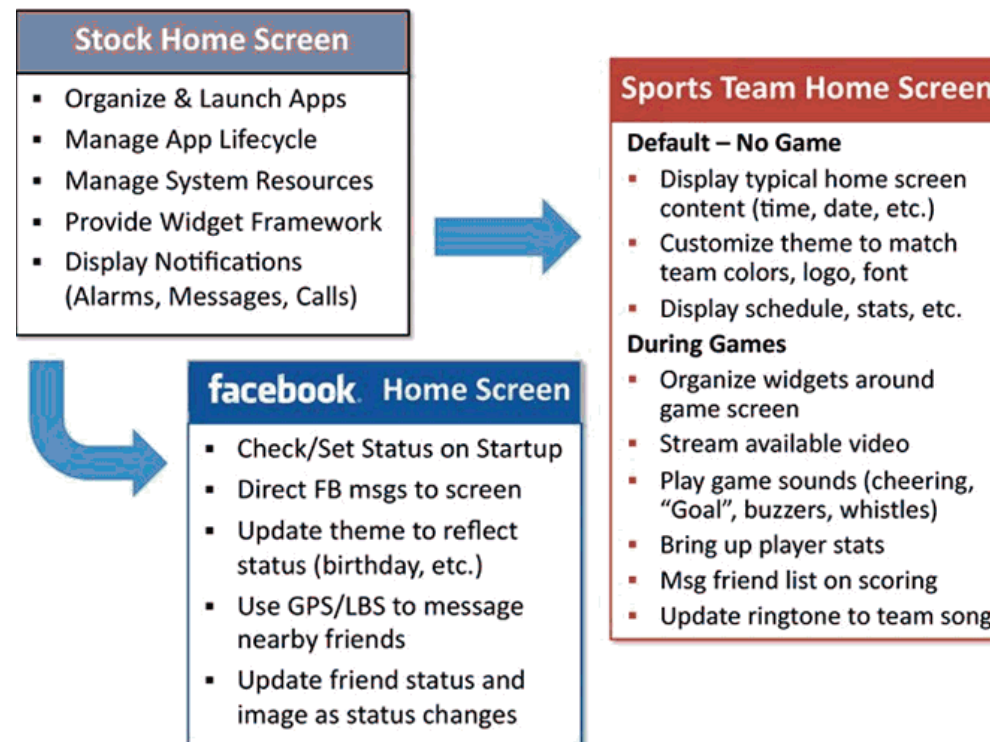 Stock Home Screen
▪ Organize & Launch Apps
▪ Manage App Lifecycle
▪ Manage System Resources
▪ Provide Widget Framework
▪ Display Notifications
(Alarms, Messages, Calls)
facebook. Home Screen
▪ Check/Set Status on Startup
▪ Direct FB msgs to screen
▪ Update theme to reflect
status (birthday, etc.)
▪ Use GPS/LBS to message
nearby friends
▪ Update friend status and
image as status changes
Sports Team Home Screen
Default – No Game
▪ Display typical home screen
content (time, date, etc.)
▪ Customize theme to match
team colors, logo, font
▪ Display schedule, stats, etc.
During Games
▪ Organize widgets around
game screen
▪ Stream available video
▪ Play game sounds (cheering,
“Goal”, buzzers, whistles)
▪ Bring up player stats
▪ Msg friend list on scoring
▪ Update ringtone to team song